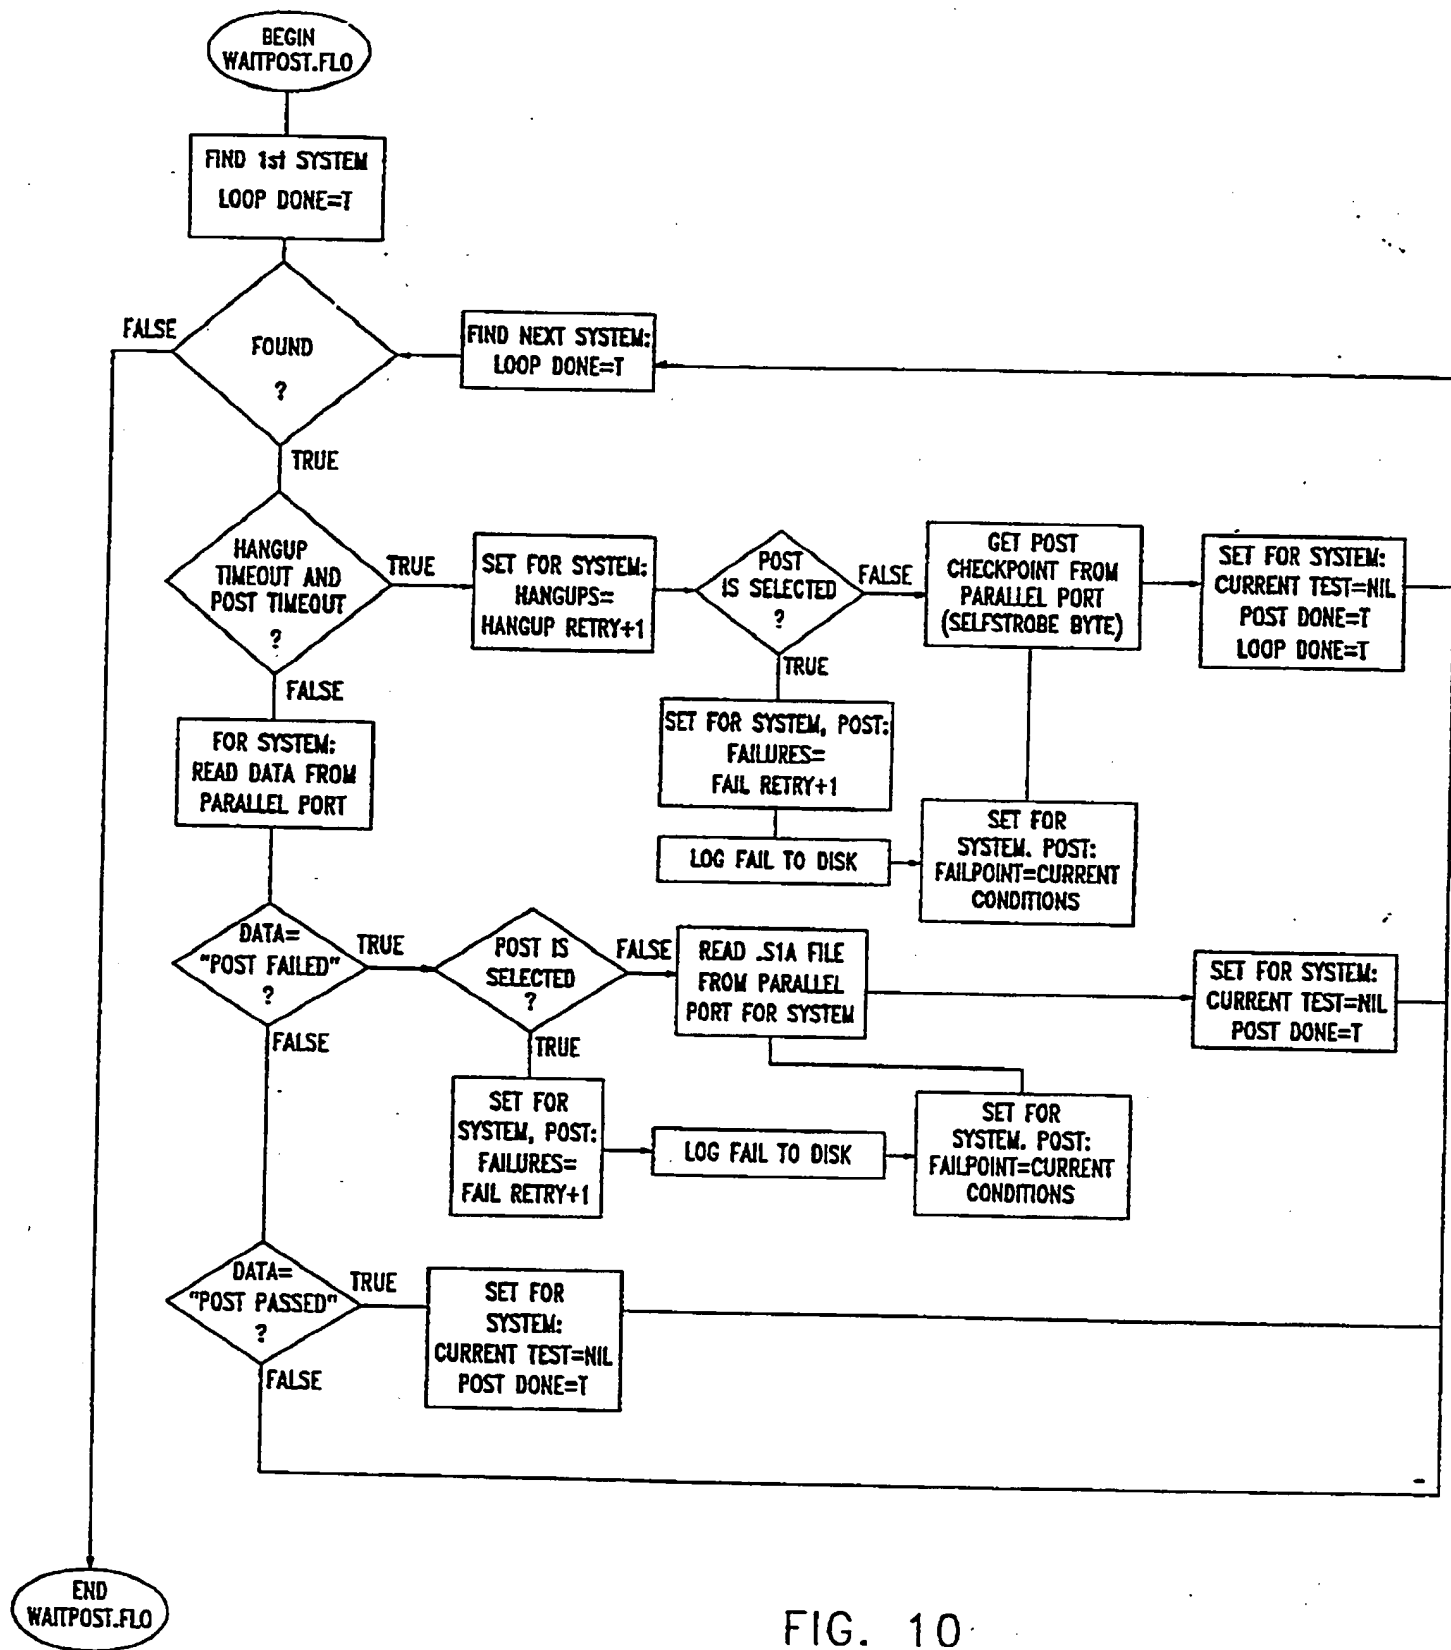 BEGIN
WAITPOST.FLO
FIND 1st SYSTEM
LOOP DONE=T
FALSE
FOUND
?
FIND NEXT SYSTEM:
LOOP DONE=T
TRUE
HANGUP
TIMEOUT AND
POST TIMEOUT
?
TRUE
SET FOR SYSTEM:
HANGUPS=
HANGUP RETRY+1
POST
IS SELECTED
?
FALSE
GET POST
CHECKPOINT FROM
PARALLEL PORT
(SELFSTROBE BYTE)
SET FOR SYSTEM:
CURRENT TEST=NIL
POST DONE=T
LOOP DONE=T
FALSE
TRUE
FOR SYSTEM:
READ DATA FROM
PARALLEL PORT
SET FOR SYSTEM, POST:
FAILURES=
FAIL RETRY+1
LOG FAIL TO DISK
SET FOR
SYSTEM. POST:
FAILPOINT=CURRENT
CONDITIONS
DATA=
"POST FAILED"
?
TRUE
POST IS
SELECTED
?
FALSE
READ .S1A FILE
FROM PARALLEL
PORT FOR SYSTEM
SET FOR SYSTEM:
CURRENT TEST=NIL
POST DONE=T
FALSE
TRUE
SET FOR
SYSTEM, POST:
FAILURES=
FAIL RETRY+1
LOG FAIL TO DISK
SET FOR
SYSTEM. POST:
FAILPOINT=CURRENT
CONDITIONS
DATA=
"POST PASSED"
?
TRUE
SET FOR
SYSTEM:
CURRENT TEST=NIL
POST DONE=T
FALSE
END
WAITPOST.FLO
FIG. 10